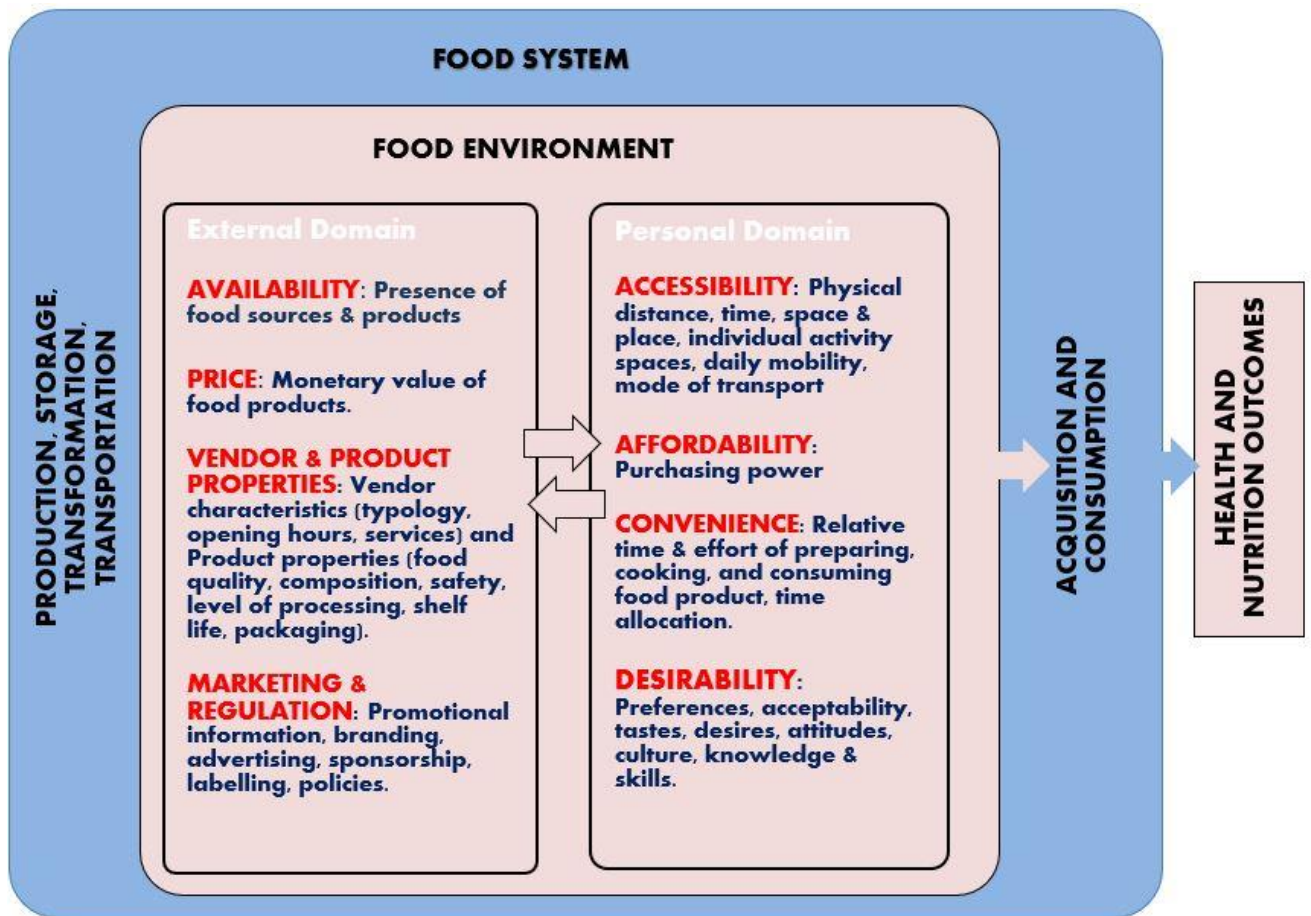 FOOD SYSTEM
FOOD ENVIRONMENT
PRODUCTION, STORAGE,
TRANSFORMATION,
TRANSPORTATION
External Domain
AVAILABILITY: Presence of
food sources & products
PRICE: Monetary value of
food products.
VENDOR & PRODUCT
PROPERTIES: Vendor
characteristics (typology,
opening hours, services) and
Product properties (food
quality, composition, safety,
level of processing, shelf
life, packaging).
MARKETING &
REGULATION: Promotional
information, branding,
advertising, sponsorship,
labelling, policies.
Personal Domain
ACCESSIBILITY: Physical
distance, time, space &
place, individual activity
spaces, daily mobility,
mode of transport
AFFORDABILITY:
Purchasing power
CONVENIENCE: Relative
time & effort of preparing,
cooking, and consuming
food product, time
allocation.
DESIRABILITY:
Preferences, acceptability,
tastes, desires, attitudes,
culture, knowledge &
skills.
ACQUISITION AND
CONSUMPTION
HEALTH AND
NUTRITION OUTCOMES